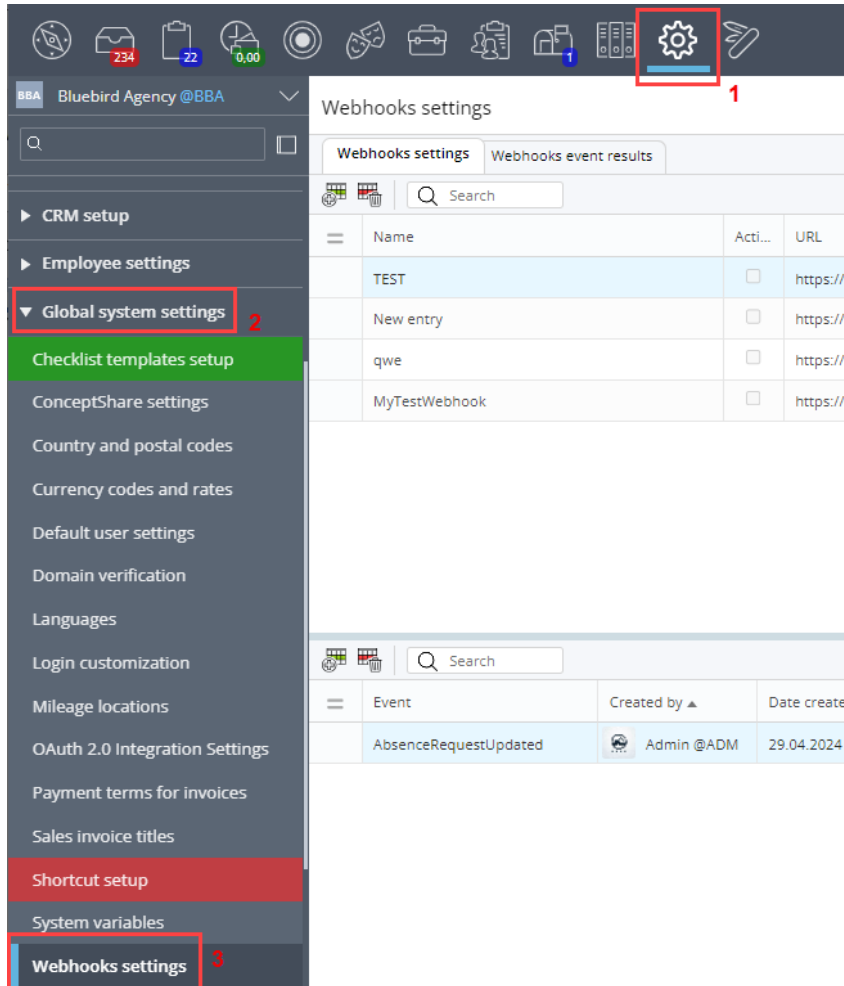 234
22
0,00
1
1
BBA Bluebird Agency @BBA
Webhooks settings
Webhooks settings Webhooks event results
Search
CRM setup
Employee settings
Global system settings
2
Checklist templates setup
ConceptShare settings
Country and postal codes
Currency codes and rates
Default user settings
Domain verification
Languages
Login customization
Mileage locations
OAuth 2.0 Integration Settings
Payment terms for invoices
Sales invoice titles
Shortcut setup
System variables
Webhooks settings
3
Name Acti... URL
TEST https://
New entry https://
qwe https://
MyTestWebhook https://
Search
Event Created by Date create
AbsenceRequestUpdated Admin @ADM 29.04.2024